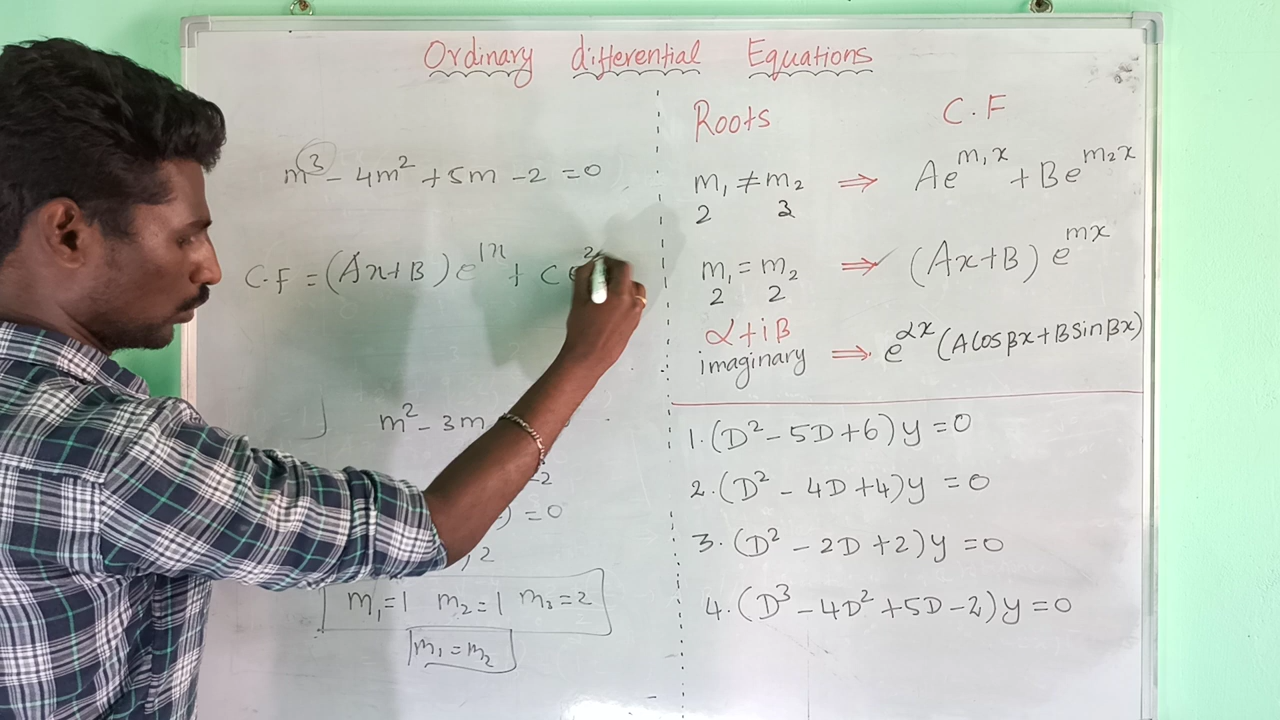 Ordinary differential Equations
m³ - 4m² + 5m - 2 = 0
C.F = (Ax+B) e^{1x} + C e^{2
m² - 3m
-2
) = 0
, 2
m₁=1 m₂=1 m₃=2
m₁=m₂
Roots C.F
m₁ ≠ m₂ ⇒ Ae^{m₁x} + Be^{m₂x}
2 3
m₁ = m₂ ⇒ (Ax+B) e^{mx}
2 2
α+iβ
imaginary ⇒ e^{αx} (A cos βx + B sin βx)
1. (D² - 5D + 6) y = 0
2. (D² - 4D + 4) y = 0
3. (D² - 2D + 2) y = 0
4. (D³ - 4D² + 5D - 2) y = 0